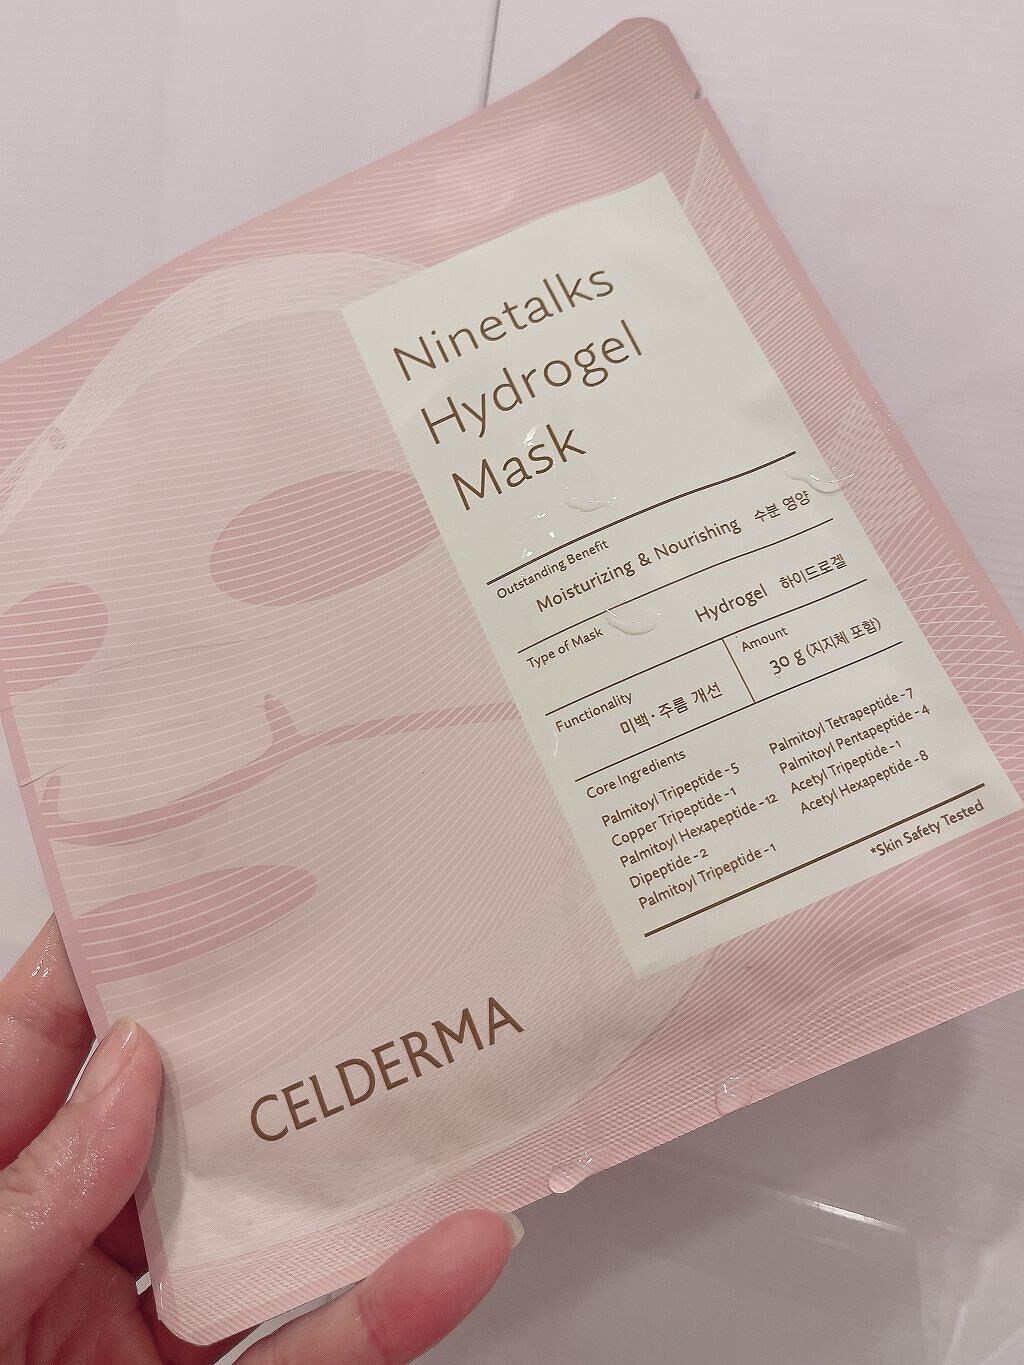 Ninetalks
Hydrogel
Mask
Outstanding Benefit
Moisturizing & Nourishing 수분 영양
Type of Mask
Hydrogel 하이드로겔
Functionality
미백·주름 개선
Amount
30 g (지지체 포함)
Core Ingredients
Palmitoyl Tripeptide-5
Copper Tripeptide-1
Palmitoyl Hexapeptide-12
Dipeptide-2
Palmitoyl Tripeptide-1
Palmitoyl Tetrapeptide-7
Palmitoyl Pentapeptide-4
Acetyl Tripeptide-1
Acetyl Hexapeptide-8
*Skin Safety Tested
CELDERMA